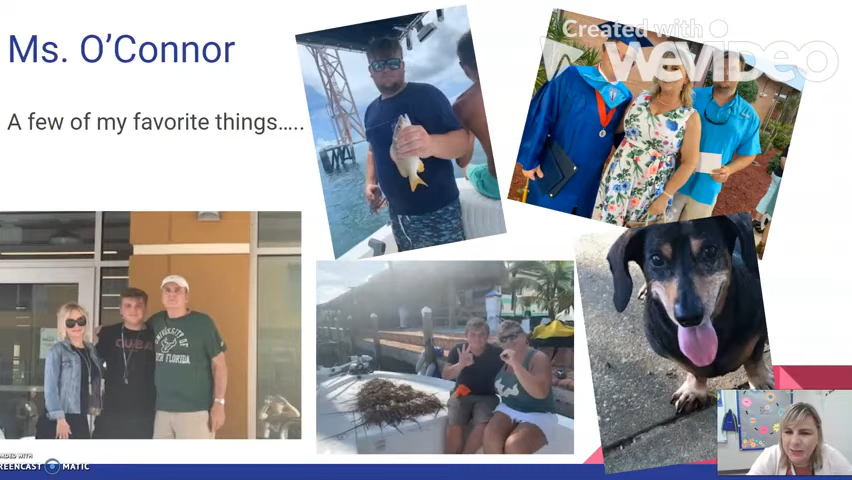 Ms. O'Connor
Created with
WEVIDEO
A few of my favorite things.....
CUBA
UNIVERSITY OF
SOUTH FLORIDA
RECORDED WITH
SCREENCAST MATIC